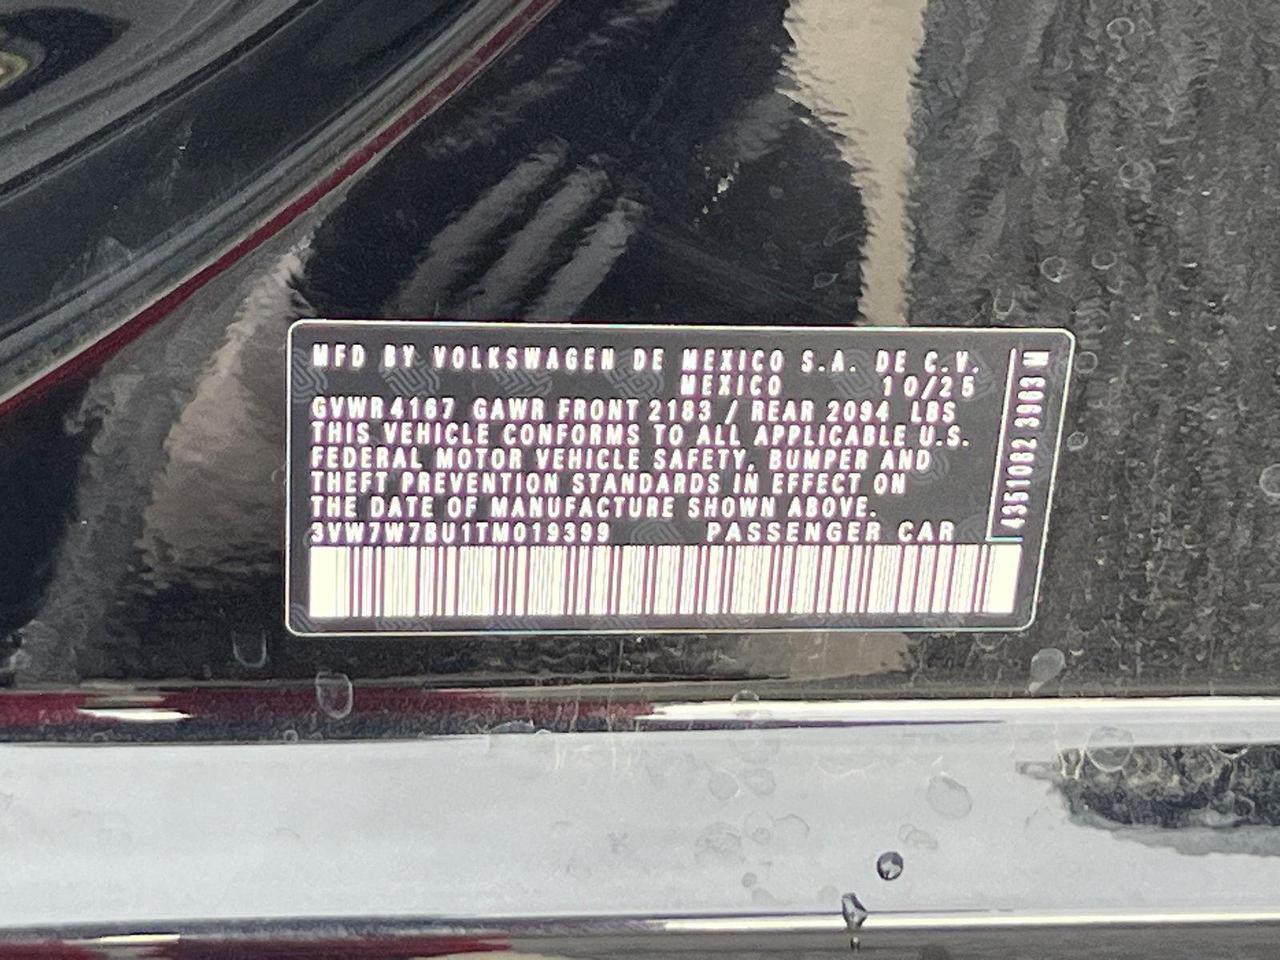 MFD BY VOLKSWAGEN DE MEXICO S.A. DE C.V.
MEXICO 10/25
GVWR 4167 GAWR FRONT 2183 / REAR 2094 LBS
THIS VEHICLE CONFORMS TO ALL APPLICABLE U.S.
FEDERAL MOTOR VEHICLE SAFETY, BUMPER AND
THEFT PREVENTION STANDARDS IN EFFECT ON
THE DATE OF MANUFACTURE SHOWN ABOVE.
3VW7W7BU1TM019399 PASSENGER CAR
4351082 3963 M